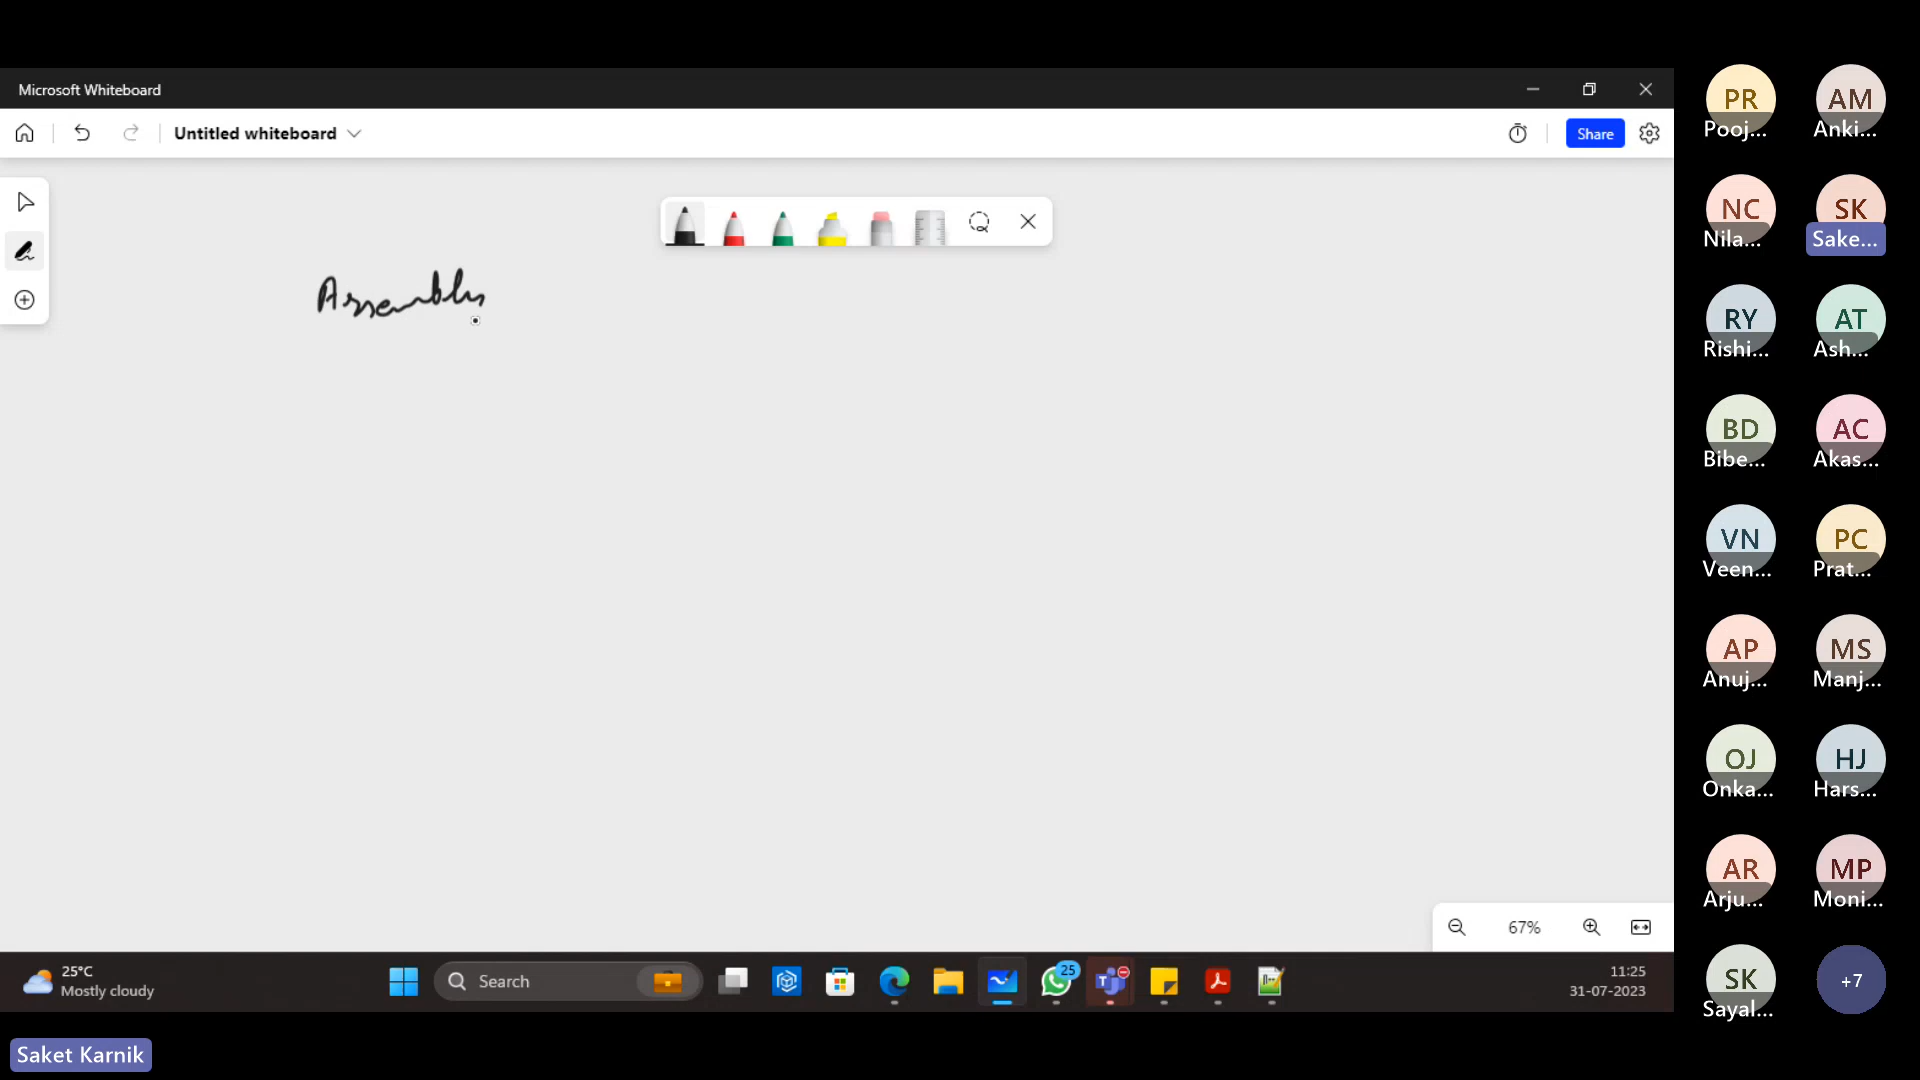 Microsoft Whiteboard
Untitled whiteboard
Share
Assembly
67%
25°C
Mostly cloudy
Search
25
11:25
31-07-2023
Saket Karnik
PR
Pooj...
AM
Anki...
NC
Nila...
SK
Sake...
RY
Rishi...
AT
Ash...
BD
Bibe...
AC
Akas...
VN
Veen...
PC
Prat...
AP
Anuj...
MS
Manj...
OJ
Onka...
HJ
Hars...
AR
Arju...
MP
Moni...
SK
Sayal...
+7